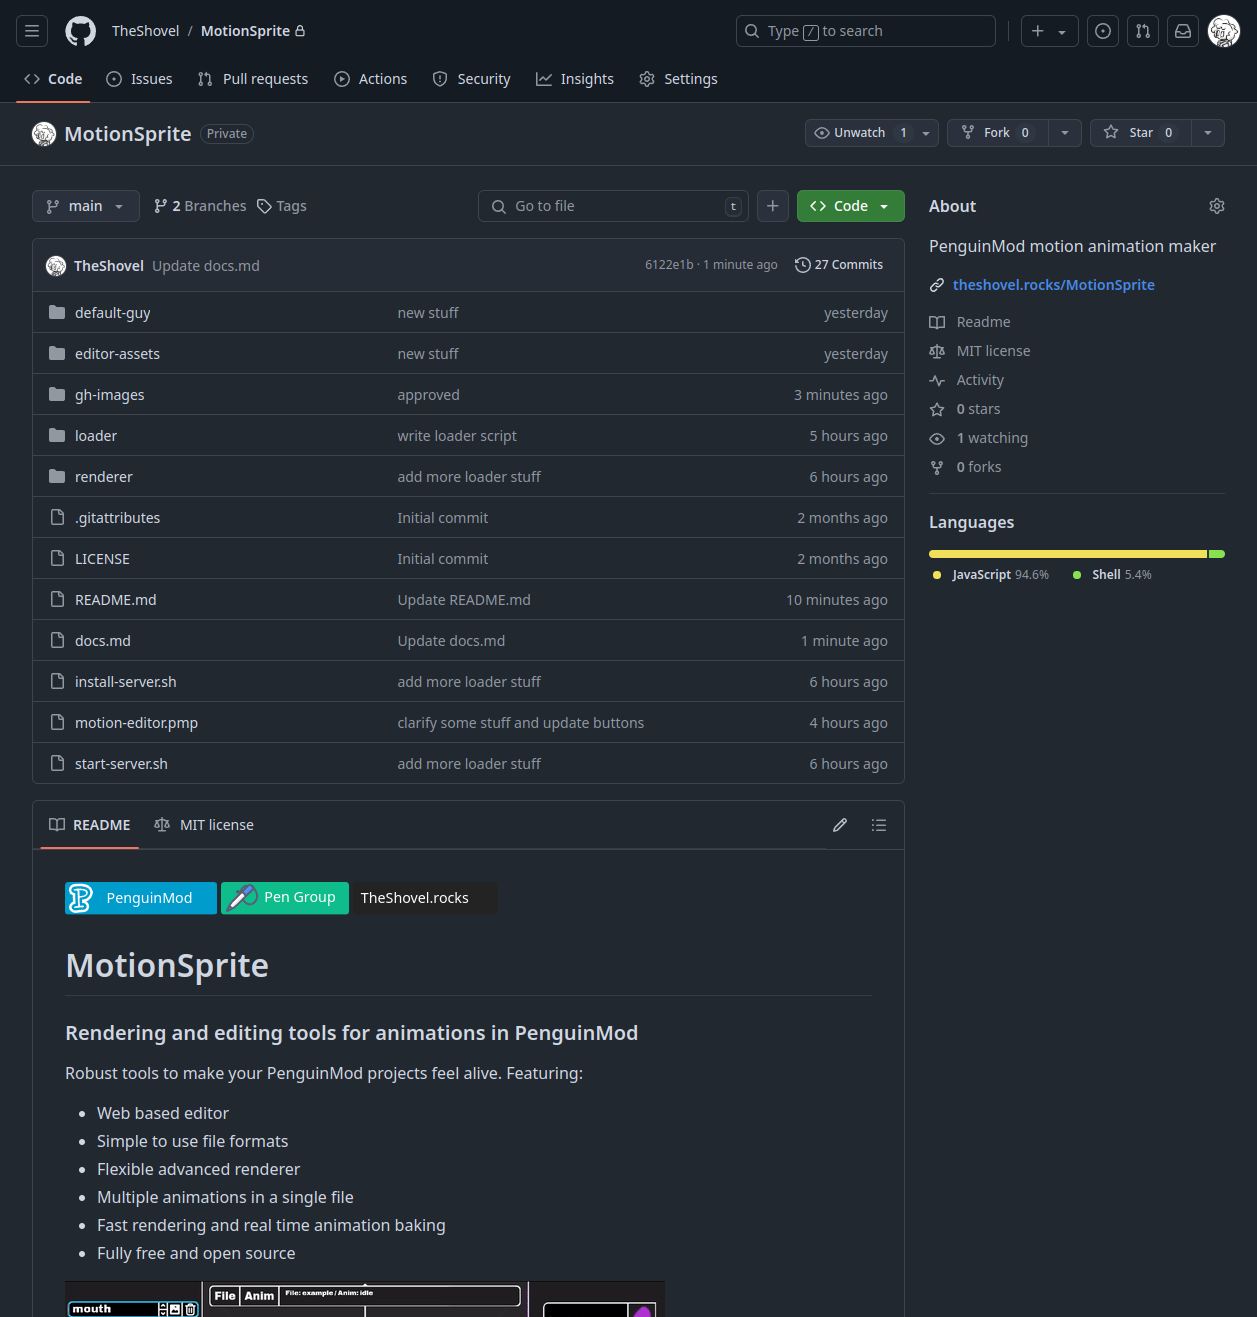 TheShovel / MotionSprite
Type / to search
Code Issues Pull requests Actions Security Insights Settings
MotionSprite Private
Unwatch 1 Fork 0 Star 0
main 2 Branches Tags Go to file t Code
TheShovel Update docs.md 6122e1b · 1 minute ago 27 Commits
default-guy new stuff yesterday
editor-assets new stuff yesterday
gh-images approved 3 minutes ago
loader write loader script 5 hours ago
renderer add more loader stuff 6 hours ago
.gitattributes Initial commit 2 months ago
LICENSE Initial commit 2 months ago
README.md Update README.md 10 minutes ago
docs.md Update docs.md 1 minute ago
install-server.sh add more loader stuff 6 hours ago
motion-editor.pmp clarify some stuff and update buttons 4 hours ago
start-server.sh add more loader stuff 6 hours ago
About
PenguinMod motion animation maker
theshovel.rocks/MotionSprite
Readme
MIT license
Activity
0 stars
1 watching
0 forks
Languages
JavaScript 94.6% Shell 5.4%
README MIT license
PenguinMod Pen Group TheShovel.rocks
MotionSprite
Rendering and editing tools for animations in PenguinMod
Robust tools to make your PenguinMod projects feel alive. Featuring:
Web based editor
Simple to use file formats
Flexible advanced renderer
Multiple animations in a single file
Fast rendering and real time animation baking
Fully free and open source
File Anim File: example / Anim: idle
mouth